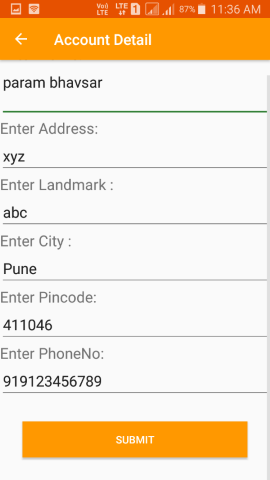 Vo)) LTE LTE 1 87% 11:36 AM
Account Detail
param bhavsar
Enter Address:
xyz
Enter Landmark :
abc
Enter City :
Pune
Enter Pincode:
411046
Enter PhoneNo:
919123456789
SUBMIT